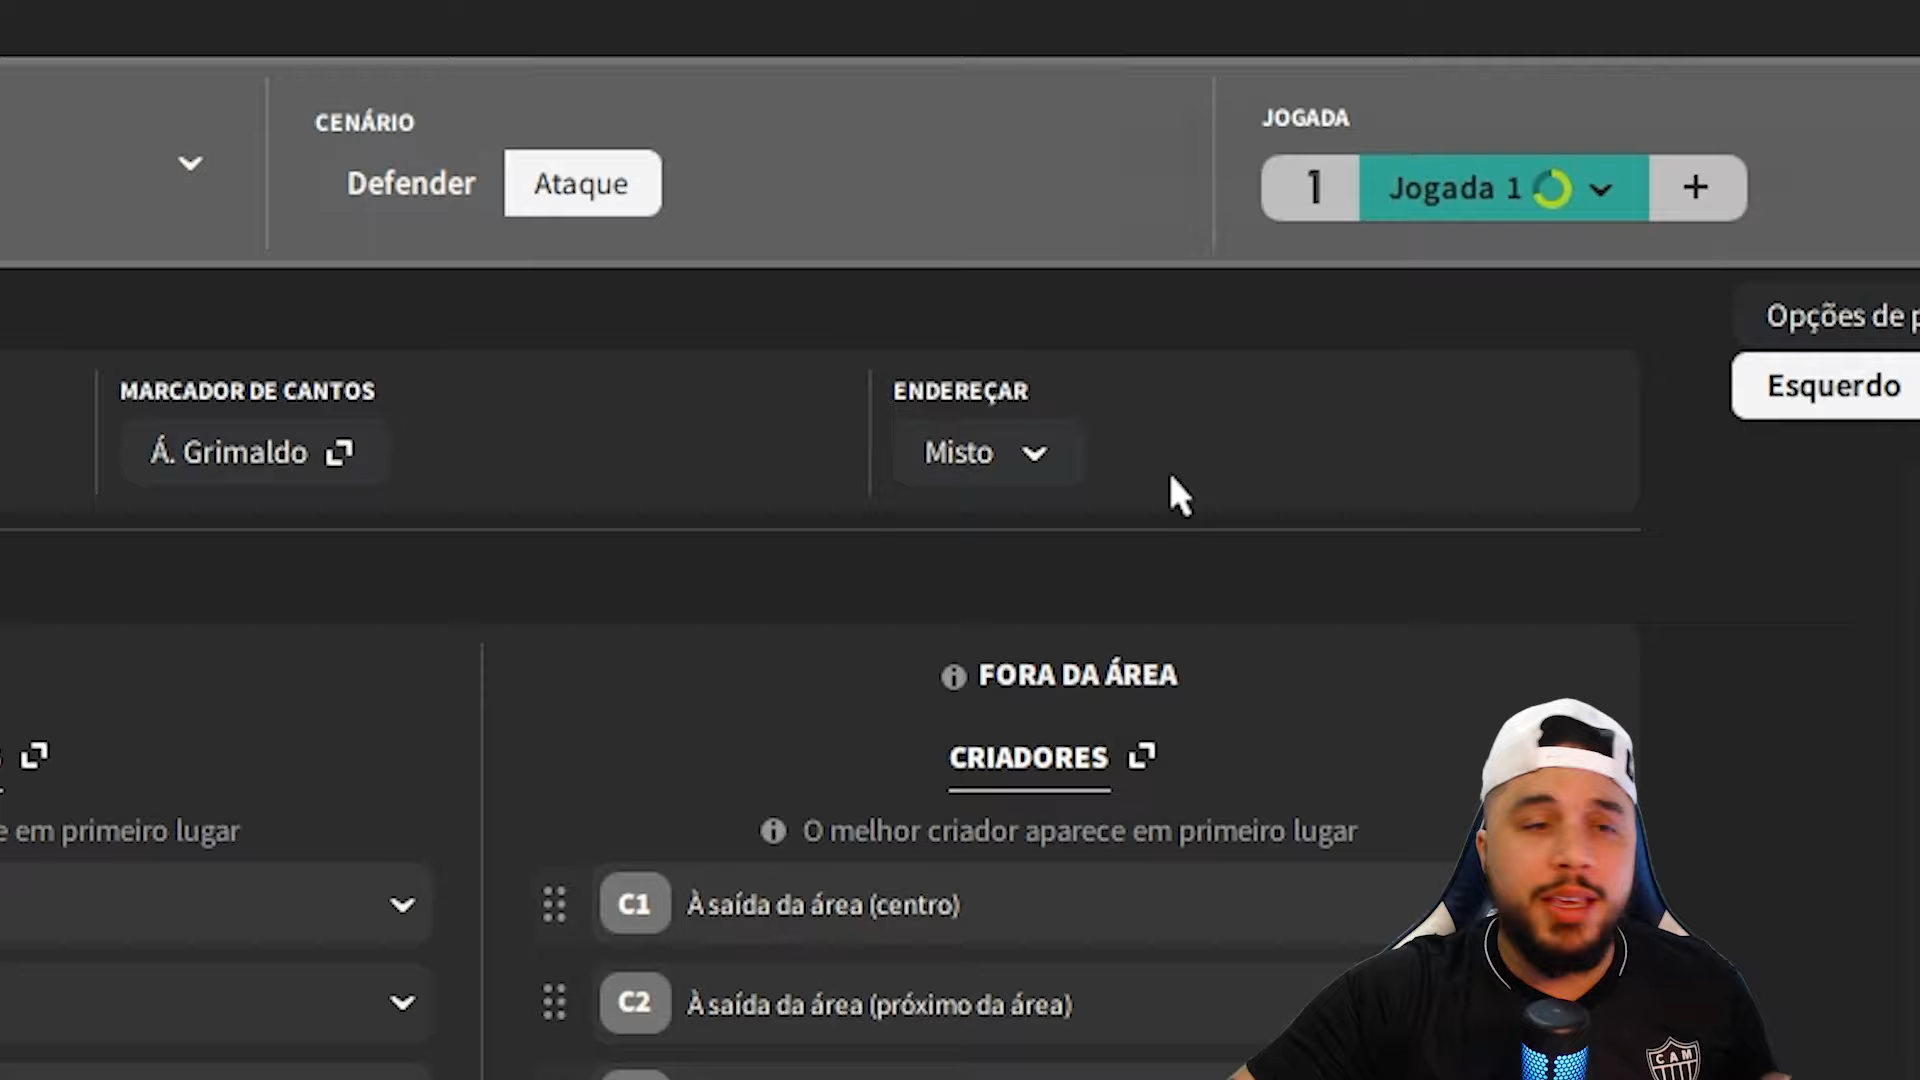 CENÁRIO
Defender
Ataque
JOGADA
1
Jogada 1
+
Opções de
Esquerdo
MARCADOR DE CANTOS
Á. Grimaldo
ENDEREÇAR
Misto
FORA DA ÁREA
CRIADORES
e em primeiro lugar
O melhor criador aparece em primeiro lugar
C1 À saída da área (centro)
C2 À saída da área (próximo da área)
CAM